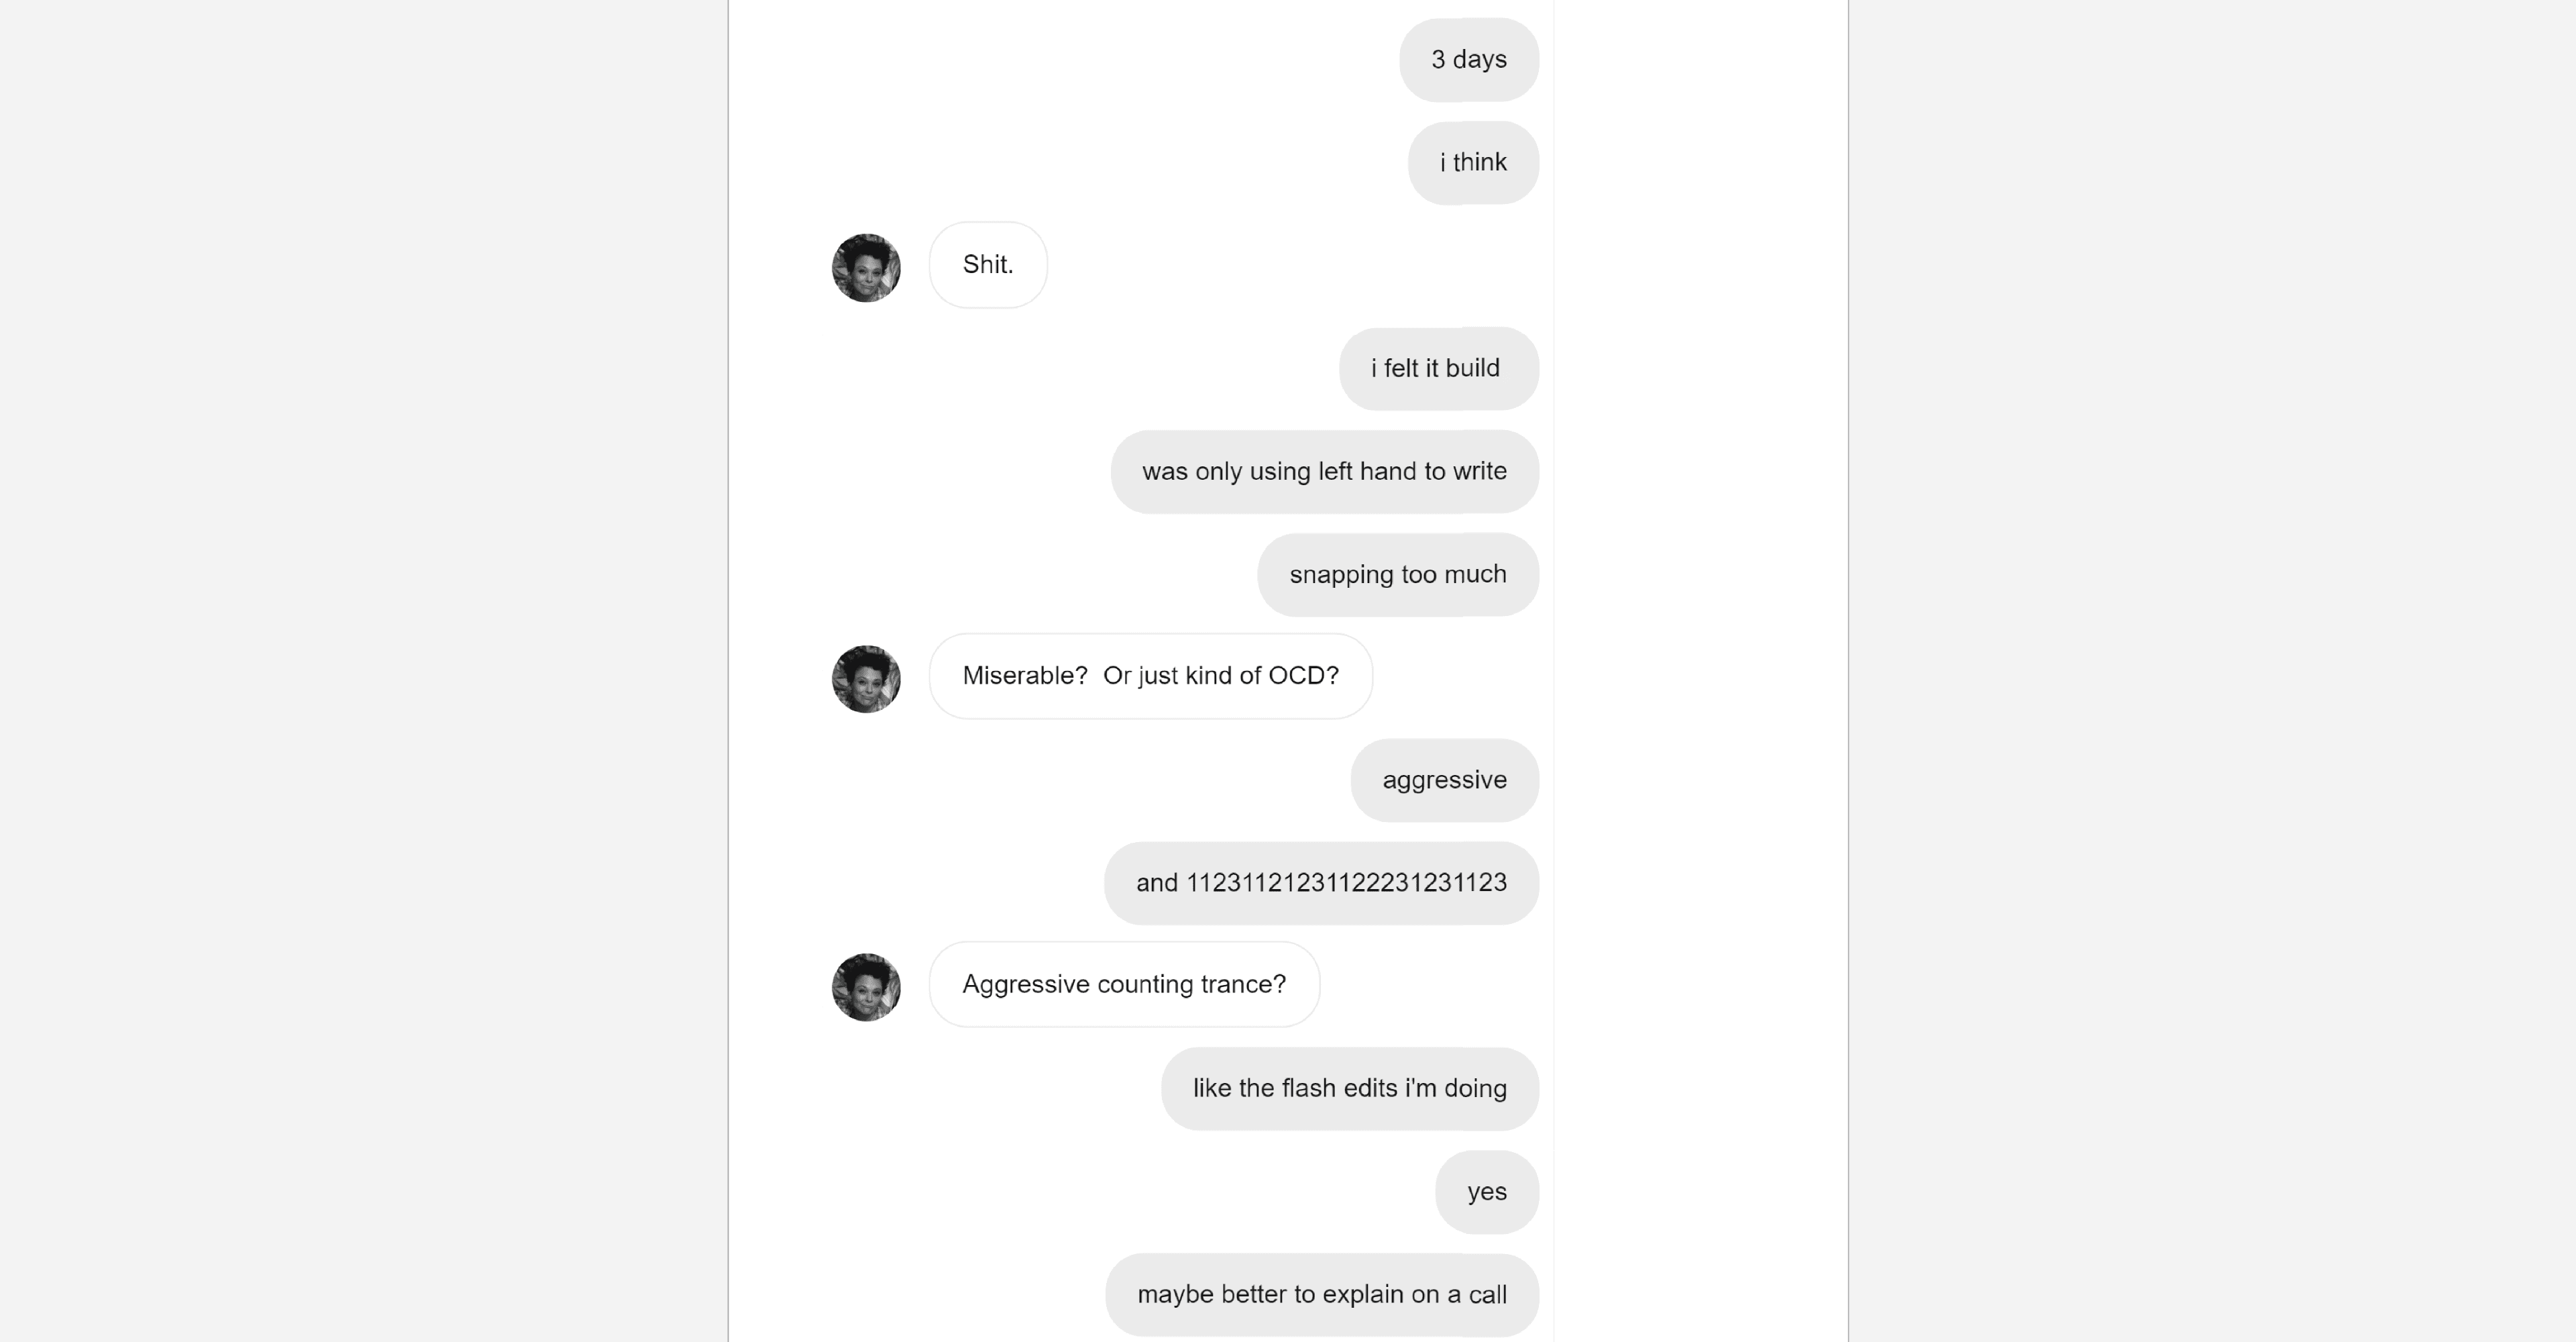 3 days
i think
Shit.
i felt it build
was only using left hand to write
snapping too much
Miserable?  Or just kind of OCD?
aggressive
and 11231121231122231231123
Aggressive counting trance?
like the flash edits i'm doing
yes
maybe better to explain on a call